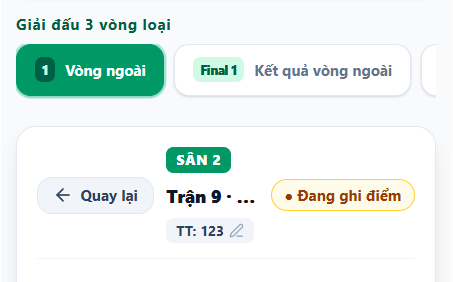 Giải đấu 3 vòng loại
1 Vòng ngoài
Final 1 Kết quả vòng ngoài
SÂN 2
← Quay lại
Trận 9 · ...
• Đang ghi điểm
TT: 123